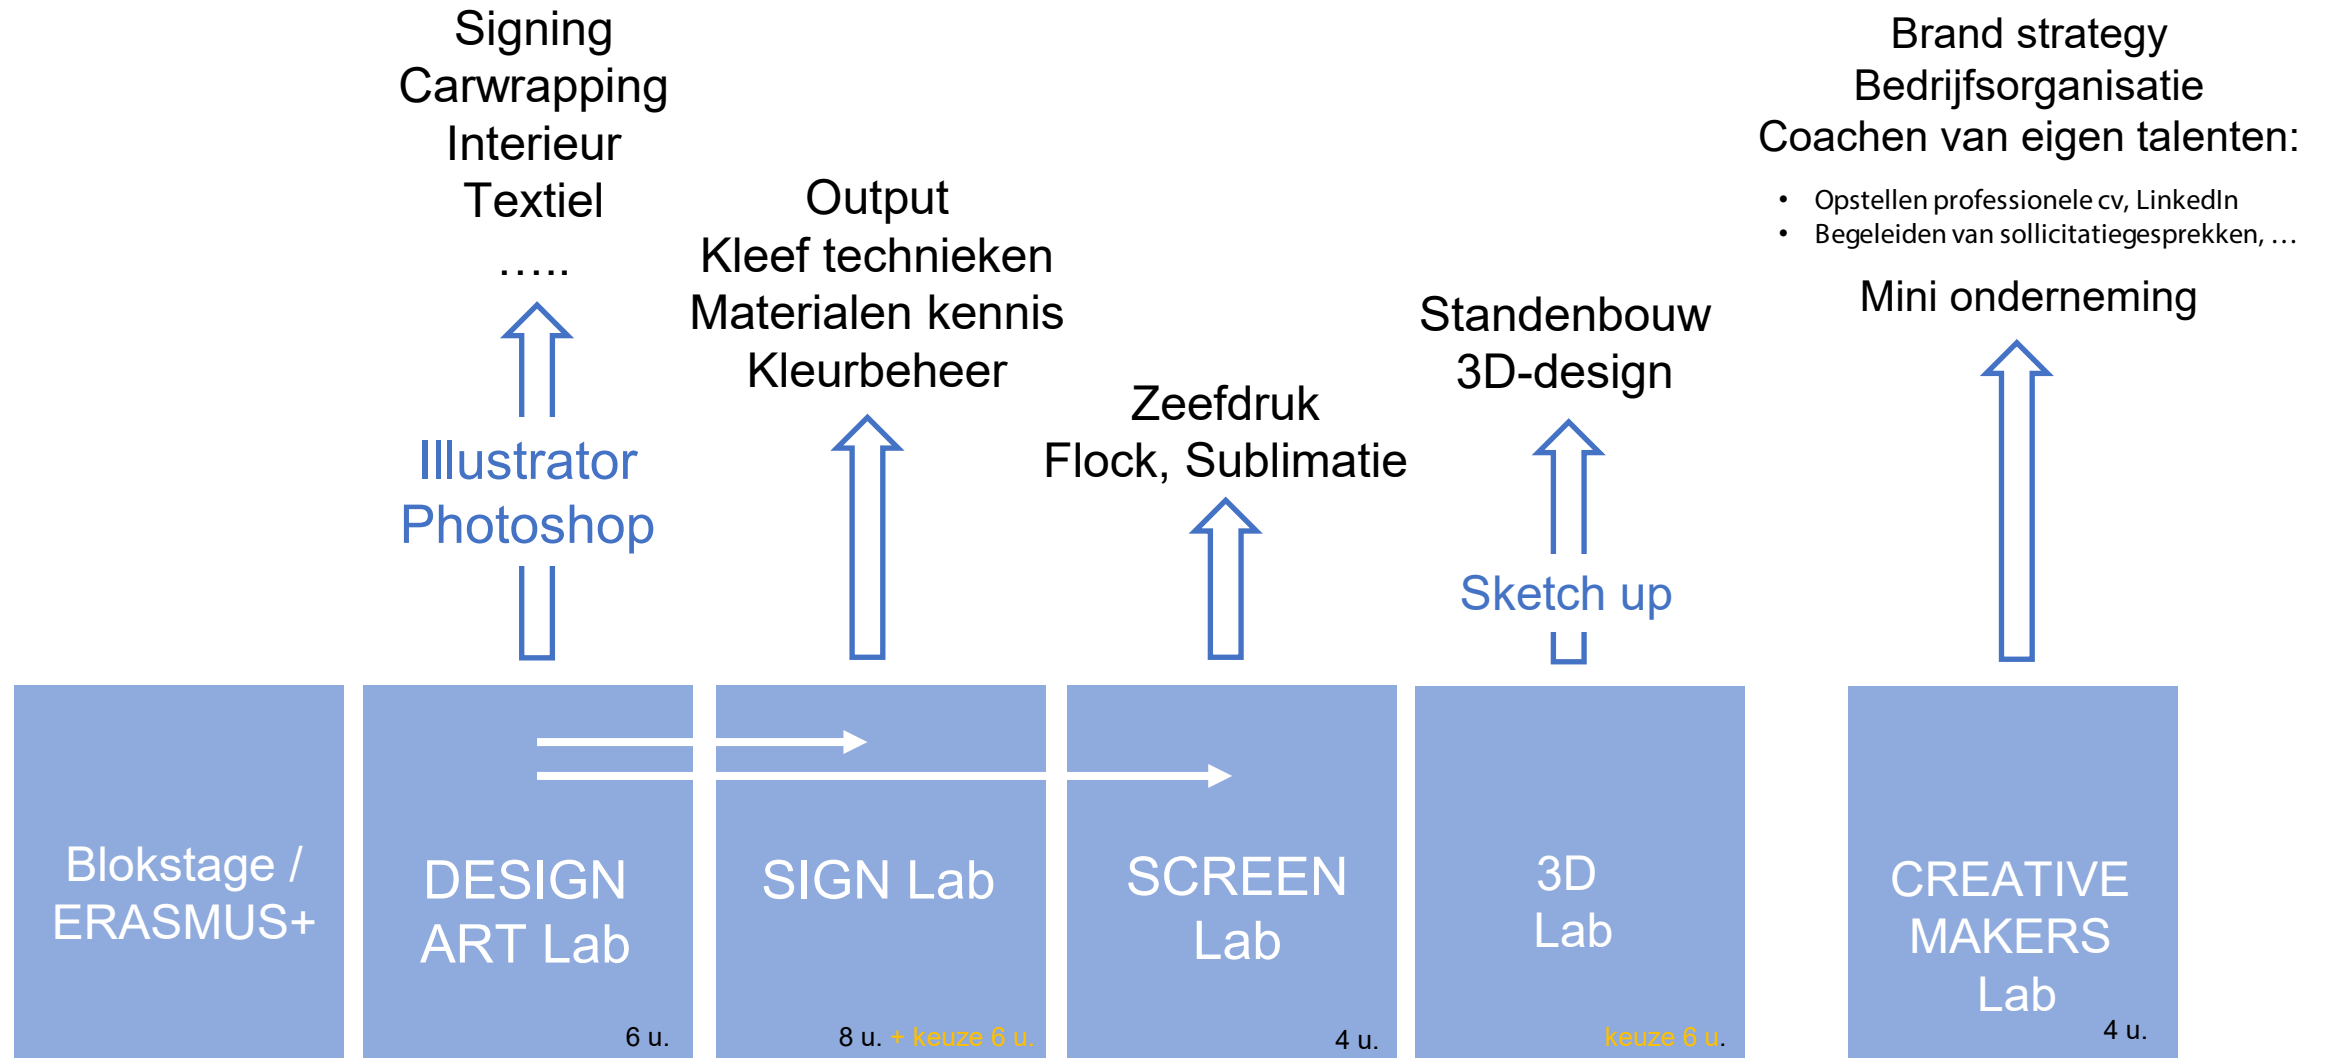 Signing
Carwrapping
Interieur
Textiel
…..
Illustrator
Photoshop
Output
Kleef technieken
Materialen kennis
Kleurbeheer
Zeefdruk
Flock, Sublimatie
Standenbouw
3D-design
Sketch up
Brand strategy
Bedrijfsorganisatie
Coachen van eigen talenten:
• Opstellen professionele cv, LinkedIn
• Begeleiden van sollicitatiegesprekken, …
Mini onderneming
Blokstage /
ERASMUS+
DESIGN
ART Lab
6 u.
SIGN Lab
8 u. + keuze 6 u.
SCREEN
Lab
4 u.
3D
Lab
keuze 6 u.
CREATIVE
MAKERS
Lab
4 u.